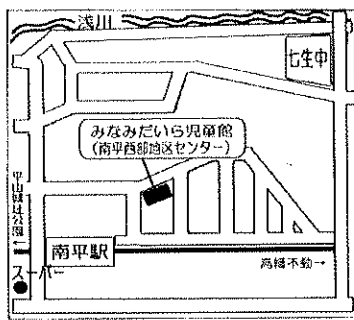 浅川
七生中
みなみだいら児童館
(南平西部地区センター)
平山城址公園
←
南平駅
高幡不動→
スーパー